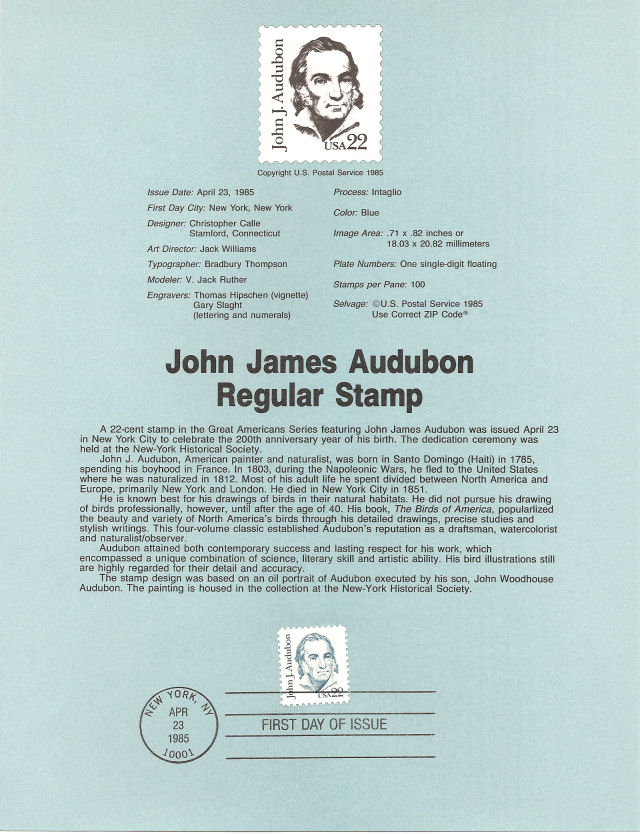 John J. Audubon
USA22
Copyright U.S. Postal Service 1985
Issue Date: April 23, 1985
First Day City: New York, New York
Designer: Christopher Calle
Stamford, Connecticut
Art Director: Jack Williams
Typographer: Bradbury Thompson
Modeler: V. Jack Ruther
Engravers: Thomas Hipschen (vignette)
Gary Slaght
(lettering and numerals)
Process: Intaglio
Color: Blue
Image Area: .71 x .82 inches or
18.03 x 20.82 millimeters
Plate Numbers: One single-digit floating
Stamps per Pane: 100
Selvage: ©U.S. Postal Service 1985
Use Correct ZIP Code®
John James Audubon
Regular Stamp
A 22-cent stamp in the Great Americans Series featuring John James Audubon was issued April 23
in New York City to celebrate the 200th anniversary year of his birth. The dedication ceremony was
held at the New-York Historical Society.
John J. Audubon, American painter and naturalist, was born in Santo Domingo (Haiti) in 1785,
spending his boyhood in France. In 1803, during the Napoleonic Wars, he fled to the United States
where he was naturalized in 1812. Most of his adult life he spent divided between North America and
Europe, primarily New York and London. He died in New York City in 1851.
He is known best for his drawings of birds in their natural habitats. He did not pursue his drawing
of birds professionally, however, until after the age of 40. His book, The Birds of America, popularized
the beauty and variety of North America's birds through his detailed drawings, precise studies and
stylish writings. This four-volume classic established Audubon's reputation as a draftsman, watercolorist
and naturalist/observer.
Audubon attained both contemporary success and lasting respect for his work, which
encompassed a unique combination of science, literary skill and artistic ability. His bird illustrations still
are highly regarded for their detail and accuracy.
The stamp design was based on an oil portrait of Audubon executed by his son, John Woodhouse
Audubon. The painting is housed in the collection at the New-York Historical Society.
John J. Audubon
USA22
NEW YORK, NY
APR
23
1985
10001
FIRST DAY OF ISSUE